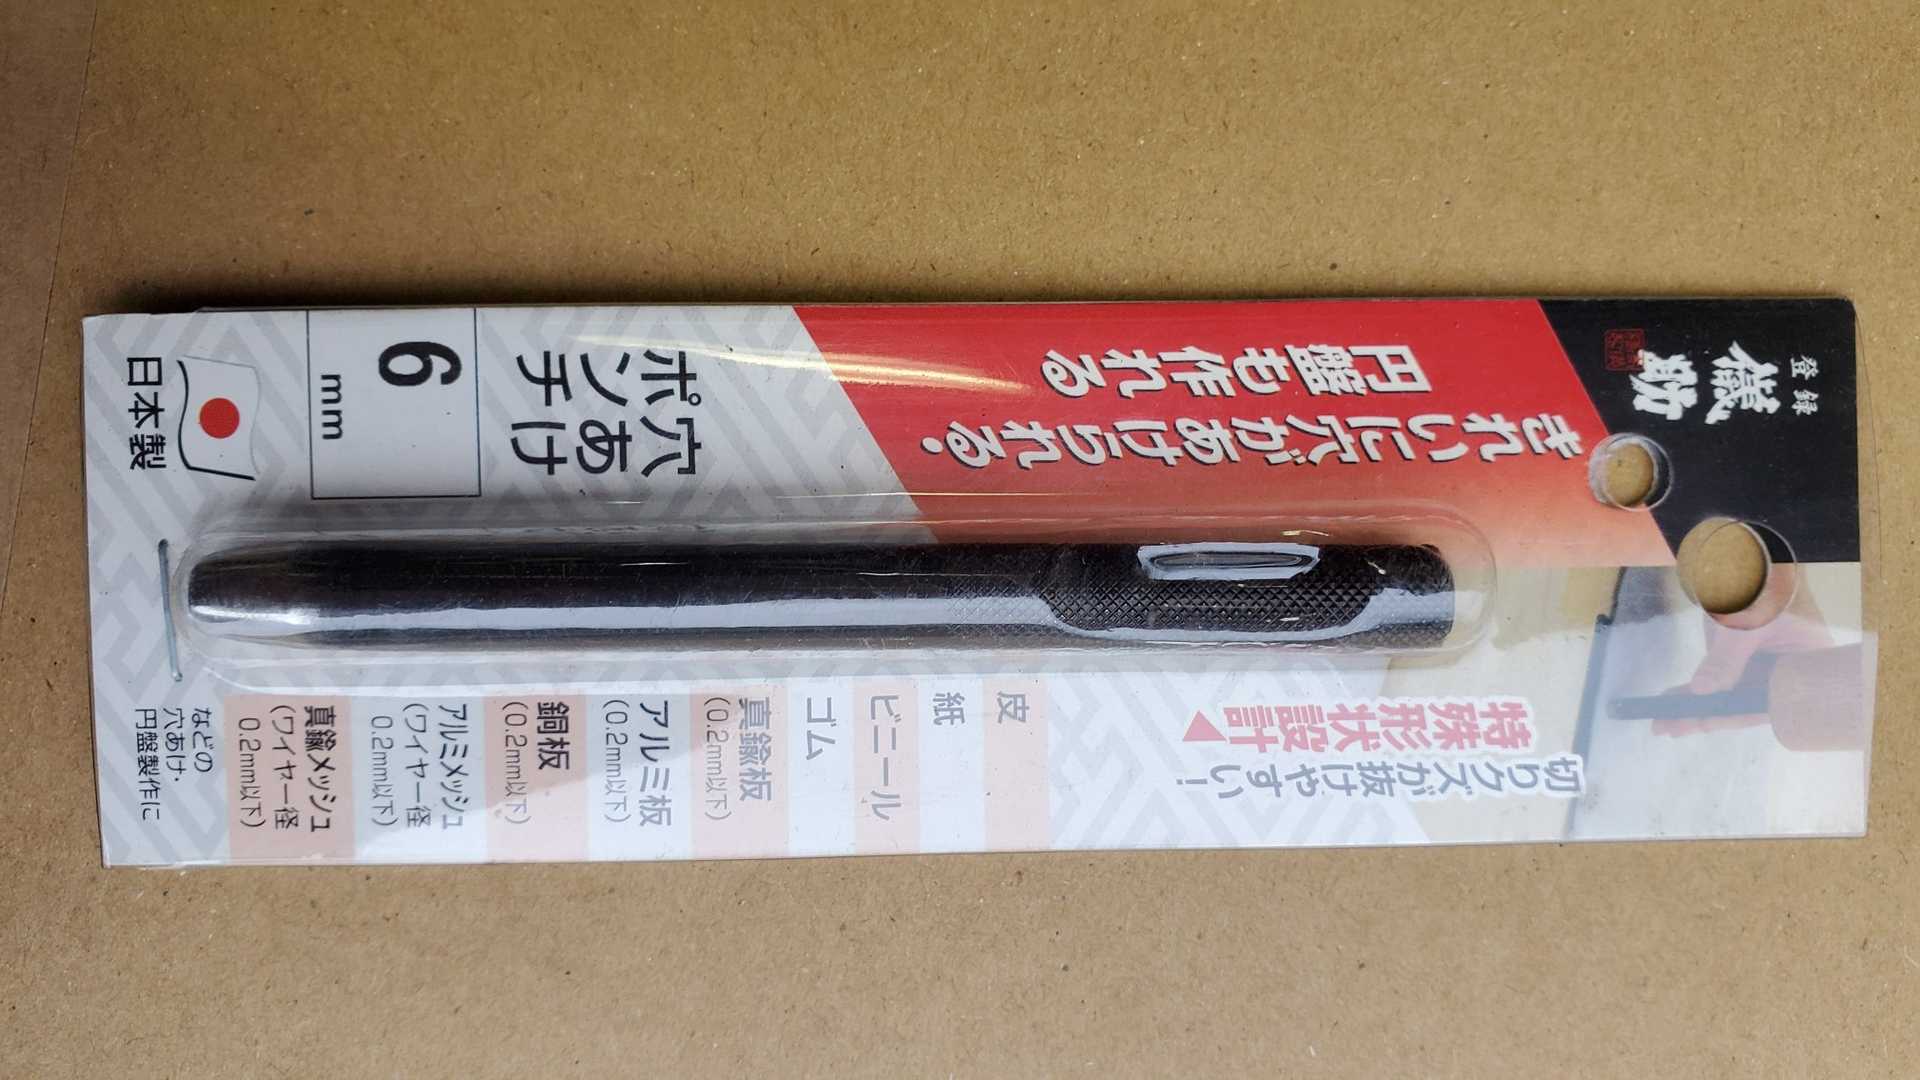 登録
儀助
きれいに穴があけられる・
円盤も作れる
切りクズが抜けやすい!
特殊形状設計
皮
紙
ビニール
ゴム
真鍮板
(0.2mm以下)
アルミ板
(0.2mm以下)
銅板
(0.2mm以下)
アルミメッシュ
(ワイヤー径
0.2mm以下)
真鍮メッシュ
(ワイヤー径
0.2mm以下)
などの
穴あけ・
円盤製作に
穴あけ
ポンチ
6
mm
日本製